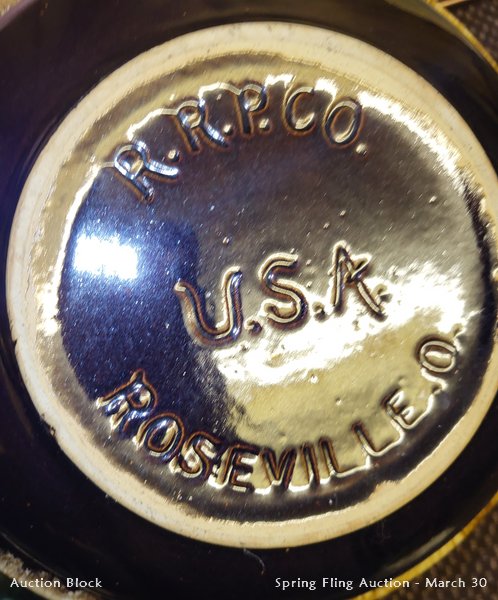 R.R.P.CO.
U.S.A.
ROSEVILLE.O.
Auction Block
Spring Fling Auction - March 30